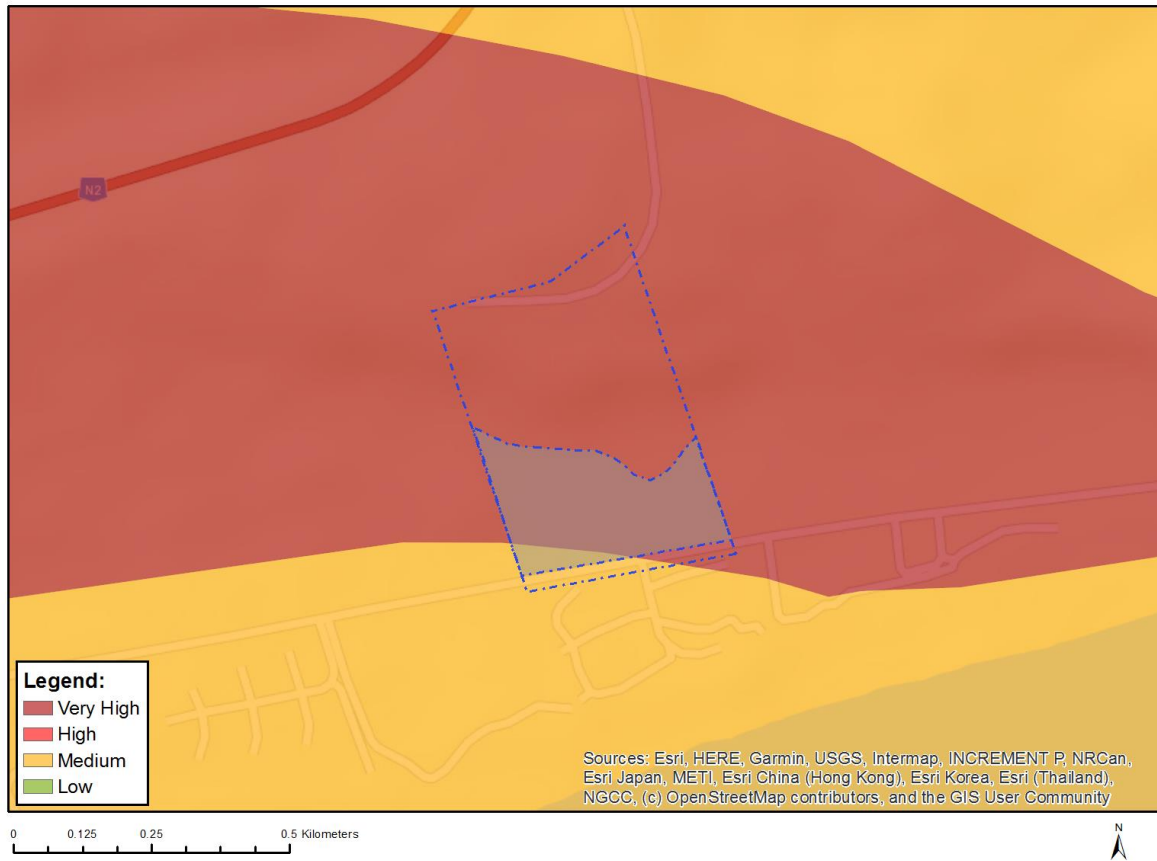 N2
Legend:
Very High
High
Medium
Low
Sources: Esri, HERE, Garmin, USGS, Intermap, INCREMENT P, NRCan,
Esri Japan, METI, Esri China (Hong Kong), Esri Korea, Esri (Thailand),
NGCC, (c) OpenStreetMap contributors, and the GIS User Community
0 0.125 0.25 0.5 Kilometers
N